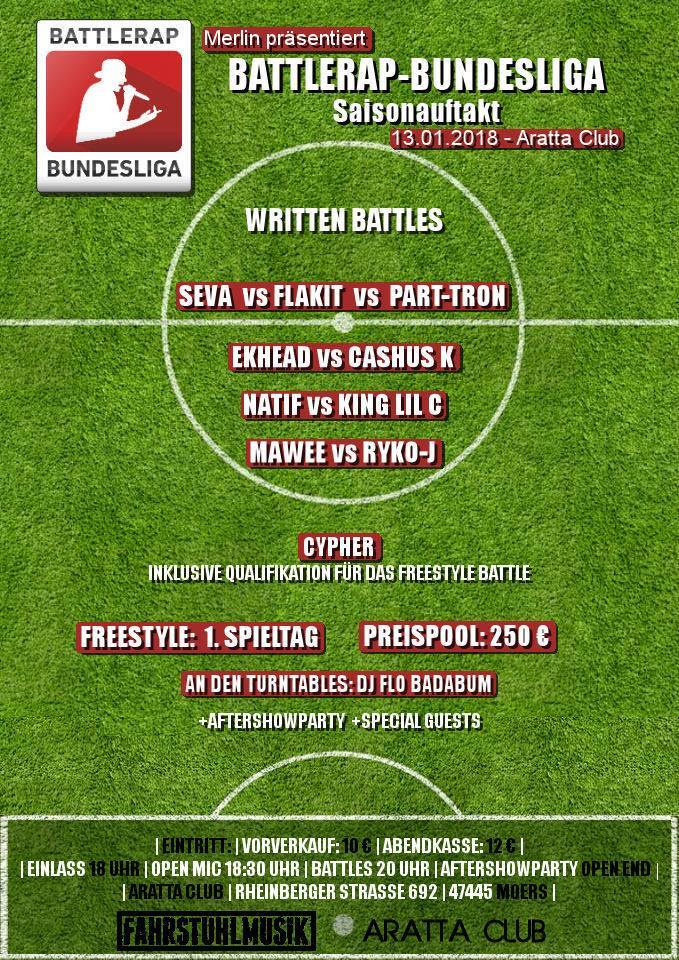 BATTLERAP
BUNDESLIGA
Merlin präsentiert
BATTLERAP-BUNDESLIGA
Saisonauftakt
13.01.2018 - Aratta Club
WRITTEN BATTLES
SEVA vs FLAKIT vs PART-TRON
EKHEAD vs CASHUS K
NATIF vs KING LIL C
MAWEE vs RYKO-J
CYPHER
INKLUSIVE QUALIFIKATION FÜR DAS FREESTYLE BATTLE
FREESTYLE: 1. SPIELTAG PREISPOOL: 250 €
AN DEN TURNTABLES: DJ FLO BADABUM
+AFTERSHOWPARTY +SPECIAL GUESTS
| EINTRITT: | VORVERKAUF: 10 € | ABENDKASSE: 12 € |
| EINLASS 18 UHR | OPEN MIC 18:30 UHR | BATTLES 20 UHR | AFTERSHOWPARTY OPEN END |
| ARATTA CLUB | RHEINBERGER STRASSE 692 | 47445 MOERS |
FAHRSTUHLMUSIK ARATTA CLUB